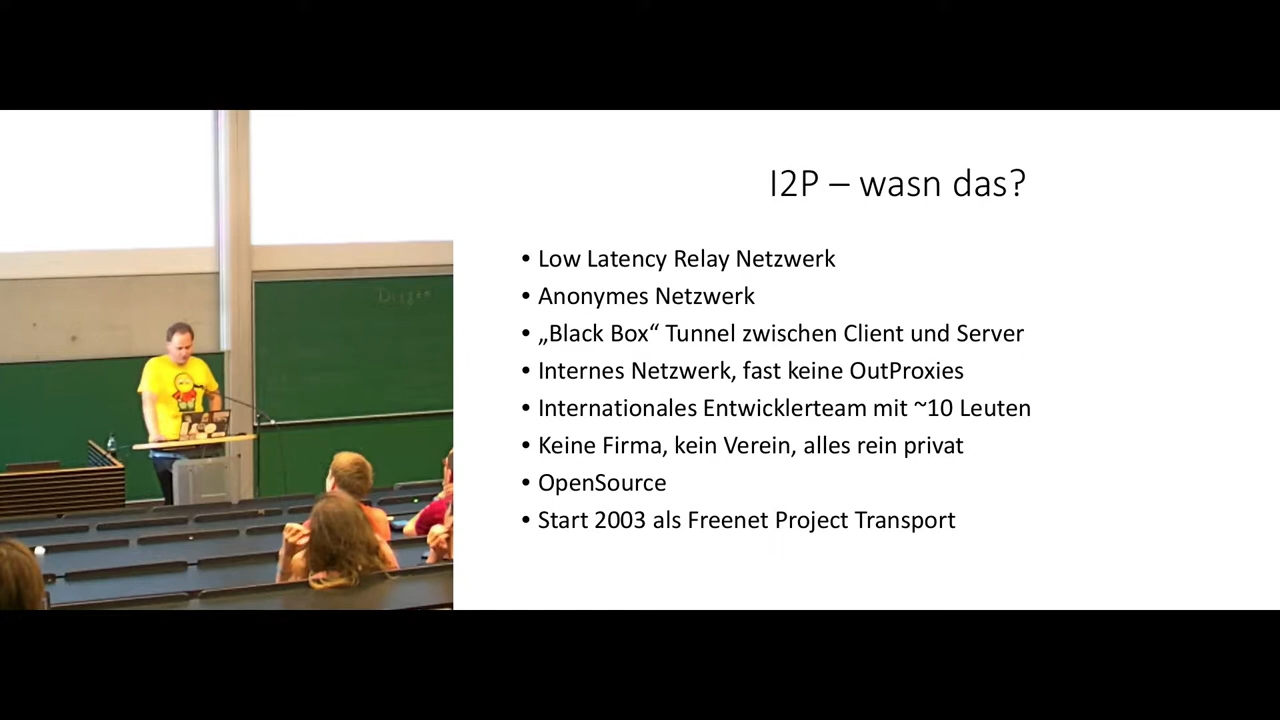 I2P – wasn das?
• Low Latency Relay Netzwerk
• Anonymes Netzwerk
• „Black Box“ Tunnel zwischen Client und Server
• Internes Netzwerk, fast keine OutProxies
• Internationales Entwicklerteam mit ~10 Leuten
• Keine Firma, kein Verein, alles rein privat
• OpenSource
• Start 2003 als Freenet Project Transport